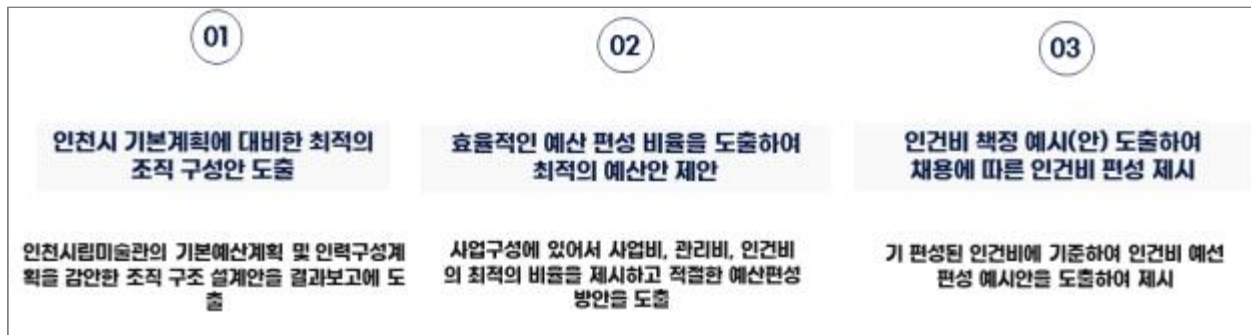 01
인천시 기본계획에 대비한 최적의
조직 구성안 도출
인천시립미술관의 기본예산계획 및 인력구성계
획을 감안한 조직 구조 설계안을 결과보고에 도
출
02
효율적인 예산 편성 비율을 도출하여
최적의 예산안 제안
사업구성에 있어서 사업비, 관리비, 인건비
의 최적의 비율을 제시하고 적절한 예산편성
방안을 도출
03
인건비 책정 예시(안) 도출하여
채용에 따른 인건비 편성 제시
기 편성된 인건비에 기준하여 인건비 예선
편성 예시안을 도출하여 제시